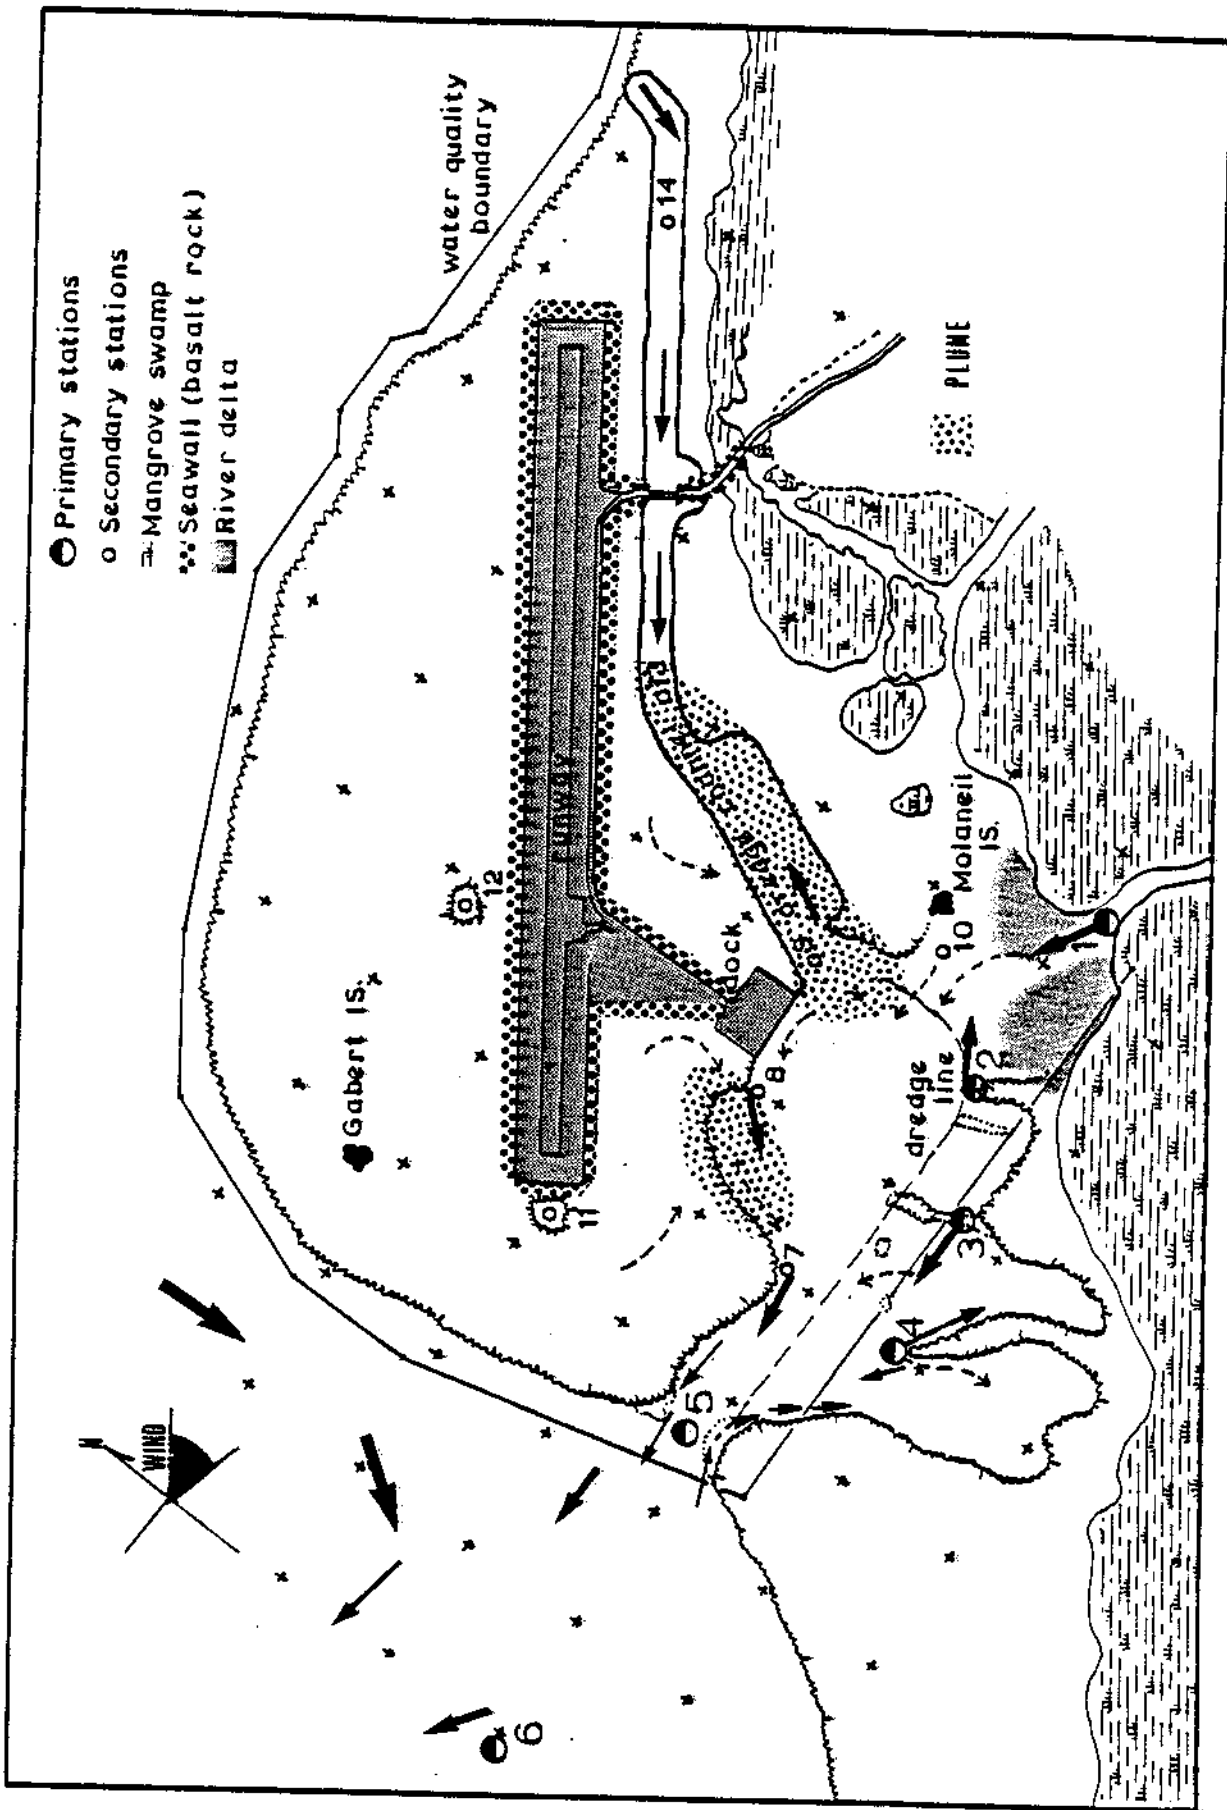 Primary stations
o Secondary stations
Mangrove swamp
Seawall (basalt rock)
River delta
water quality
boundary
N
WIND
Gabert IS.
12
11
runway
dock
14
PLUME
10
Molaneil
IS.
dredge
line
1
2
3
4
5
6
7
8
9